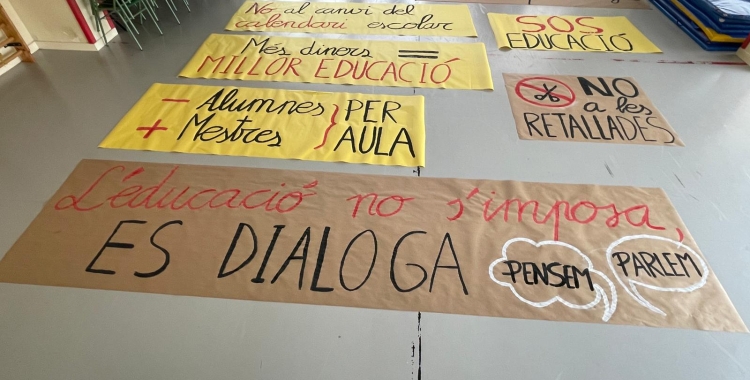 No al canvi del
calendari escolar
SOS
EDUCACIÓ
Més diners =
MILLOR EDUCACIÓ
NO
a les
RETALLADES
- Alumnes } PER
+ Mestres } AULA
L'educació no s'imposa,
ES DIALOGA
PENSEM
PARLEM